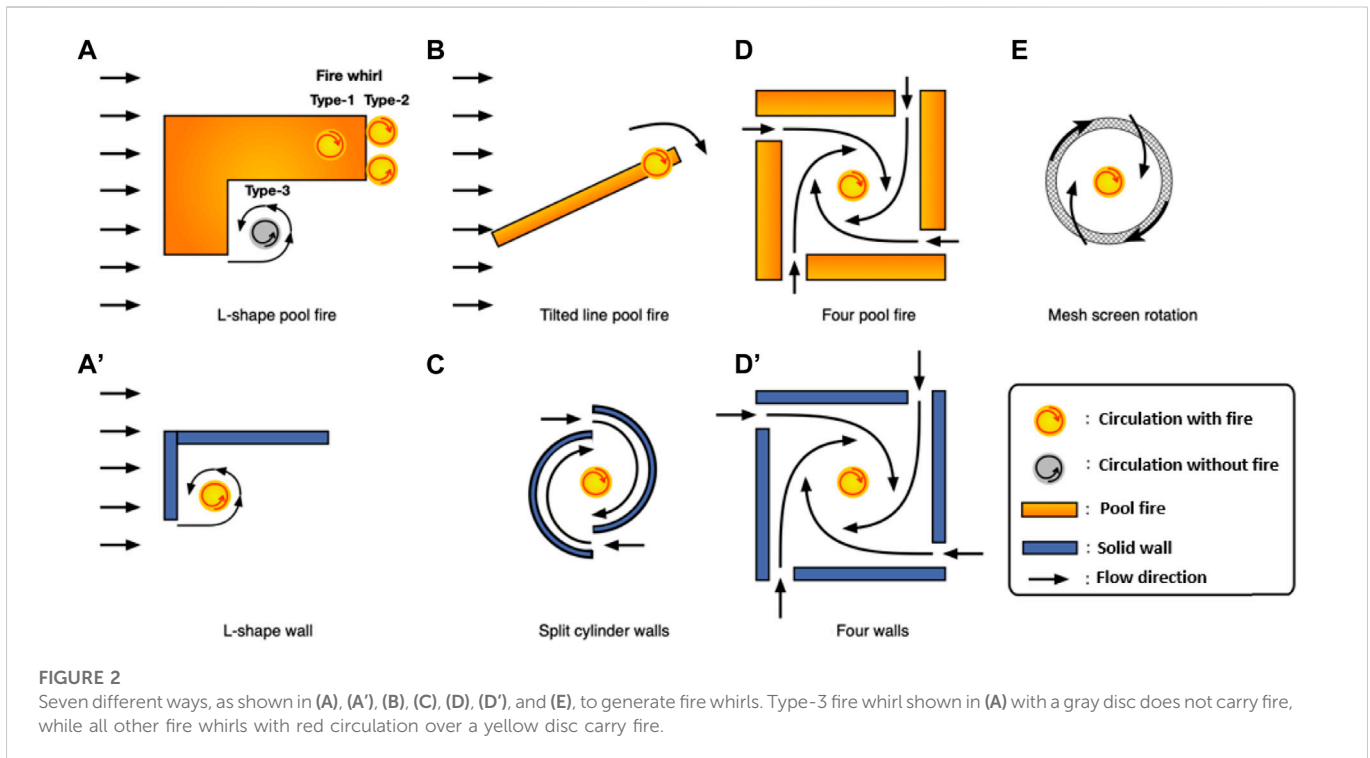 A
B
D
E
Fire whirl
Type-1 Type-2
Type-3
L-shape pool fire
Tilted line pool fire
Four pool fire
Mesh screen rotation
A'
C
D'
: Circulation with fire
: Circulation without fire
: Pool fire
: Solid wall
: Flow direction
L-shape wall
Split cylinder walls
Four walls
FIGURE 2
Seven different ways, as shown in (A), (A’), (B), (C), (D), (D’), and (E), to generate fire whirls. Type-3 fire whirl shown in (A) with a gray disc does not carry fire,
while all other fire whirls with red circulation over a yellow disc carry fire.